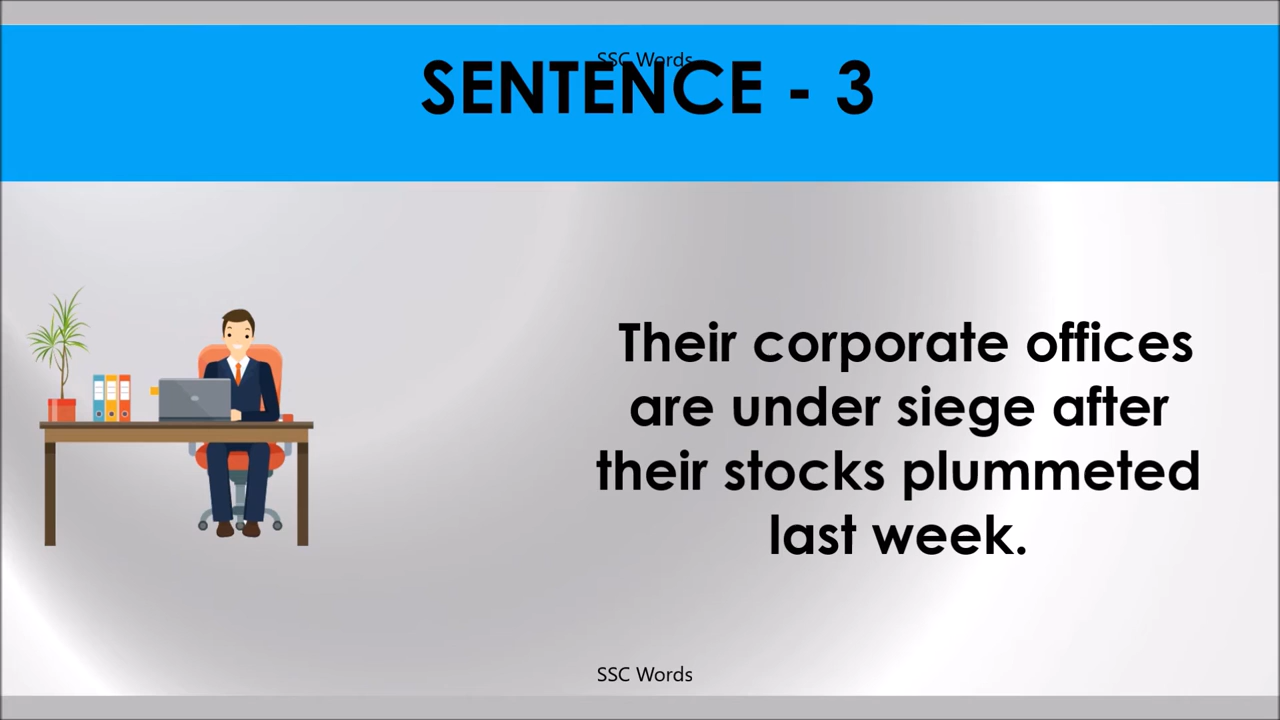 SSC Words
SENTENCE - 3
Their corporate offices
are under siege after
their stocks plummeted
last week.
SSC Words